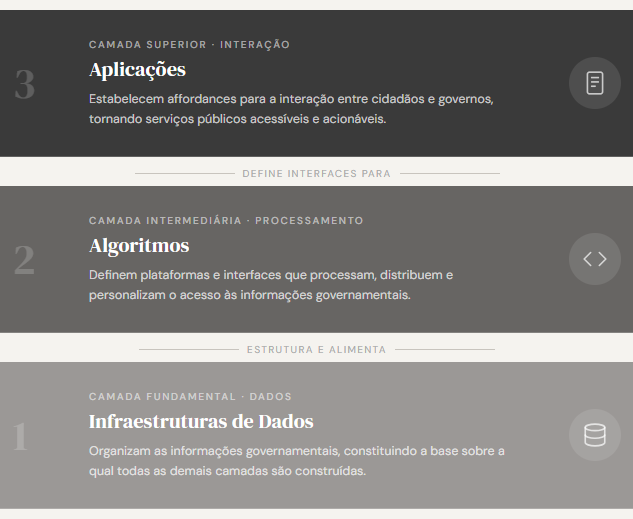 CAMADA SUPERIOR · INTERAÇÃO
3
Aplicações
Estabelecem affordances para a interação entre cidadãos e governos,
tornando serviços públicos acessíveis e acionáveis.
DEFINE INTERFACES PARA
CAMADA INTERMEDIÁRIA · PROCESSAMENTO
2
Algoritmos
Definem plataformas e interfaces que processam, distribuem e
personalizam o acesso às informações governamentais.
ESTRUTURA E ALIMENTA
CAMADA FUNDAMENTAL · DADOS
1
Infraestruturas de Dados
Organizam as informações governamentais, constituindo a base sobre a
qual todas as demais camadas são construídas.